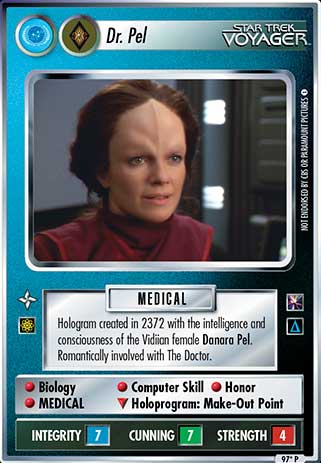 Dr. Pel
STAR TREK
VOYAGER™
NOT ENDORSED BY CBS OR PARAMOUNT PICTURES
MEDICAL
Hologram created in 2372 with the intelligence and
consciousness of the Vidiian female Danara Pel.
Romantically involved with The Doctor.
Biology Computer Skill Honor
MEDICAL Holoprogram: Make-Out Point
INTEGRITY 7 CUNNING 7 STRENGTH 4
97* P